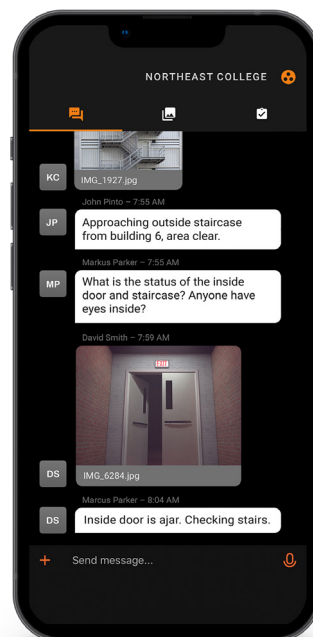 NORTHEAST COLLEGE
KC
IMG_1927.jpg
John Pinto – 7:55 AM
JP
Approaching outside staircase
from building 6, area clear.
Markus Parker – 7:55 AM
MP
What is the status of the inside
door and staircase? Anyone have
eyes inside?
David Smith – 7:59 AM
EXIT
DS
IMG_6284.jpg
Marcus Parker – 8:04 AM
DS
Inside door is ajar. Checking stairs.
Send message...